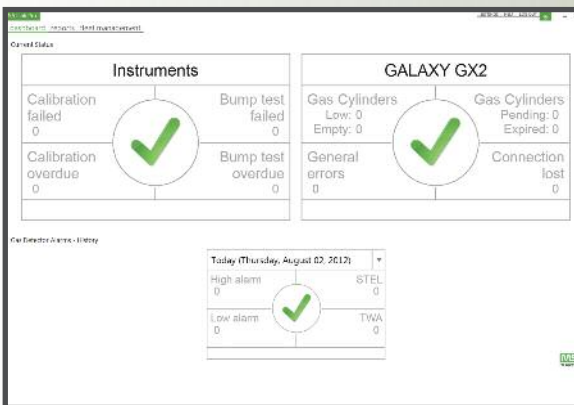 dashboard reports fleet management
Current Status
Instruments
Calibration failed
0
Bump test failed
0
Calibration overdue
0
Bump test overdue
0
GALAXY GX2
Gas Cylinders
Low: 0
Empty: 0
Gas Cylinders
Pending: 0
Expired: 0
General errors
0
Connection lost
0
Gas Detector Alarms - History
Today (Thursday, August 02, 2012)
High alarm
0
STEL
0
Low alarm
0
TWA
0